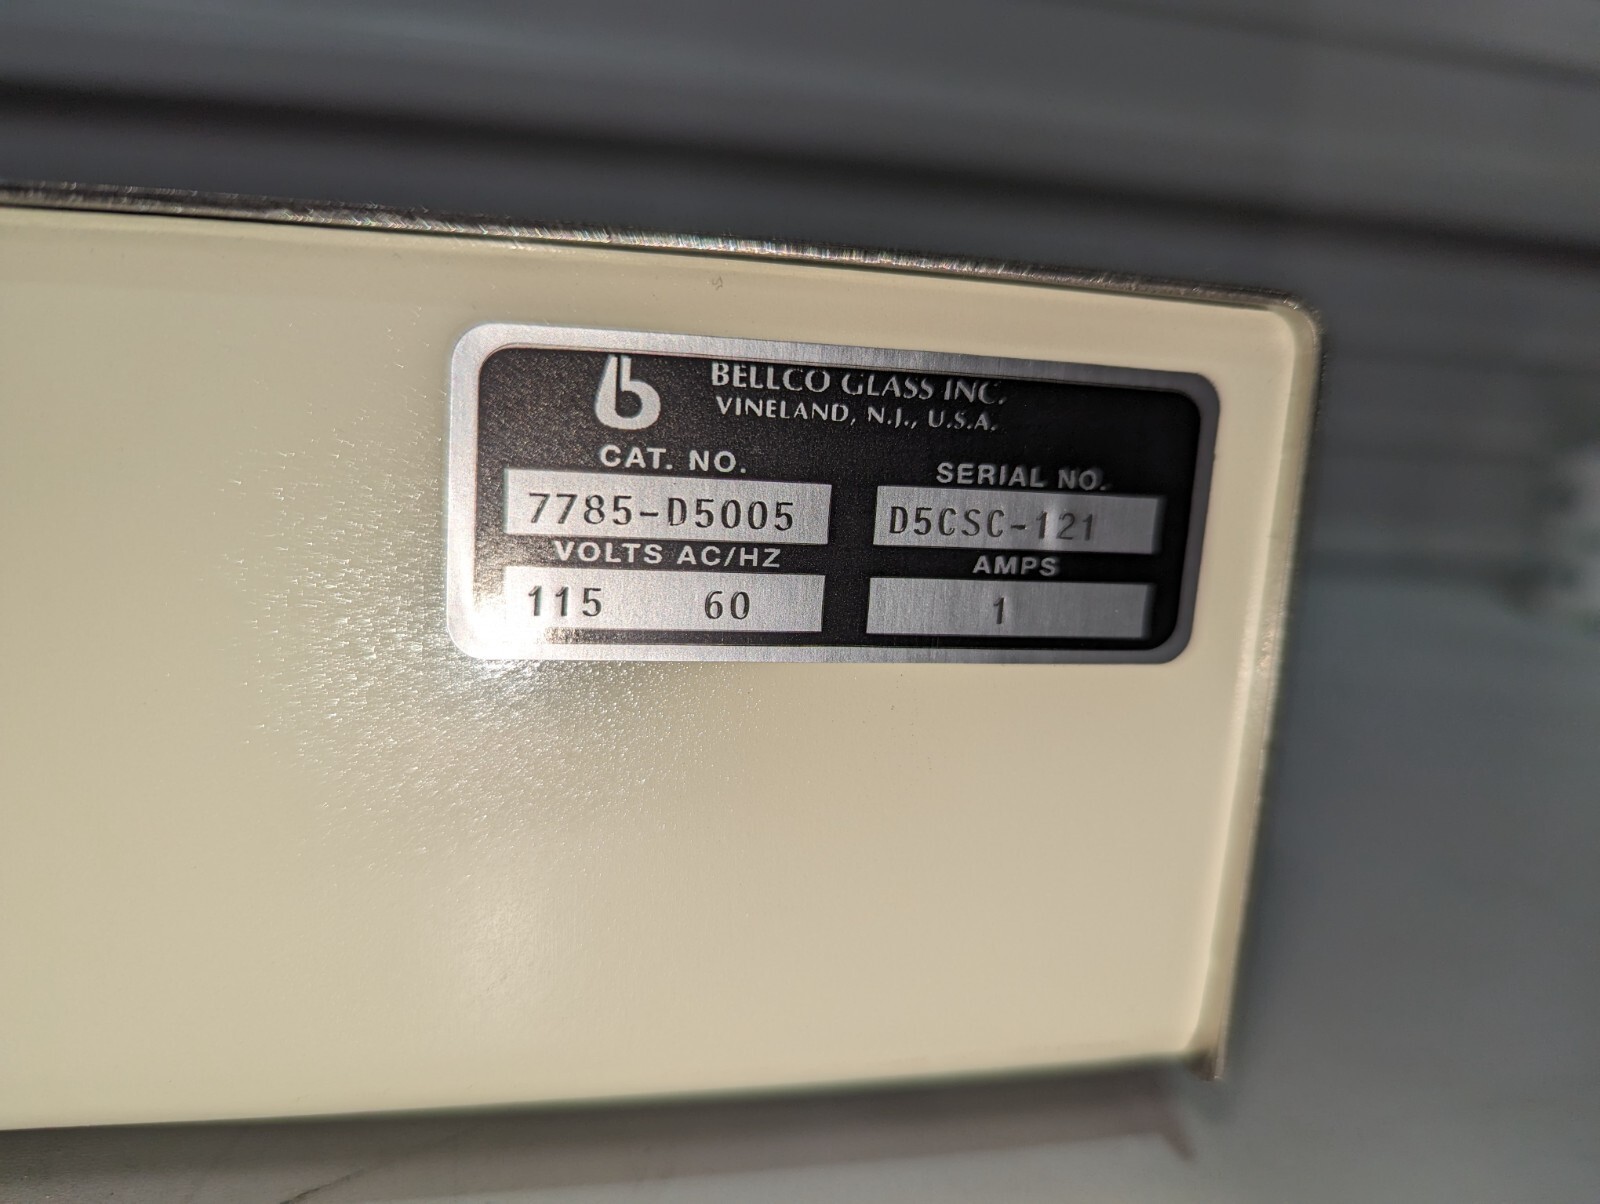 BELLCO GLASS INC.
VINELAND, N.J., U.S.A.
CAT. NO.
7785-D5005
SERIAL NO.
D5CSC-121
VOLTS AC/HZ
115 60
AMPS
1